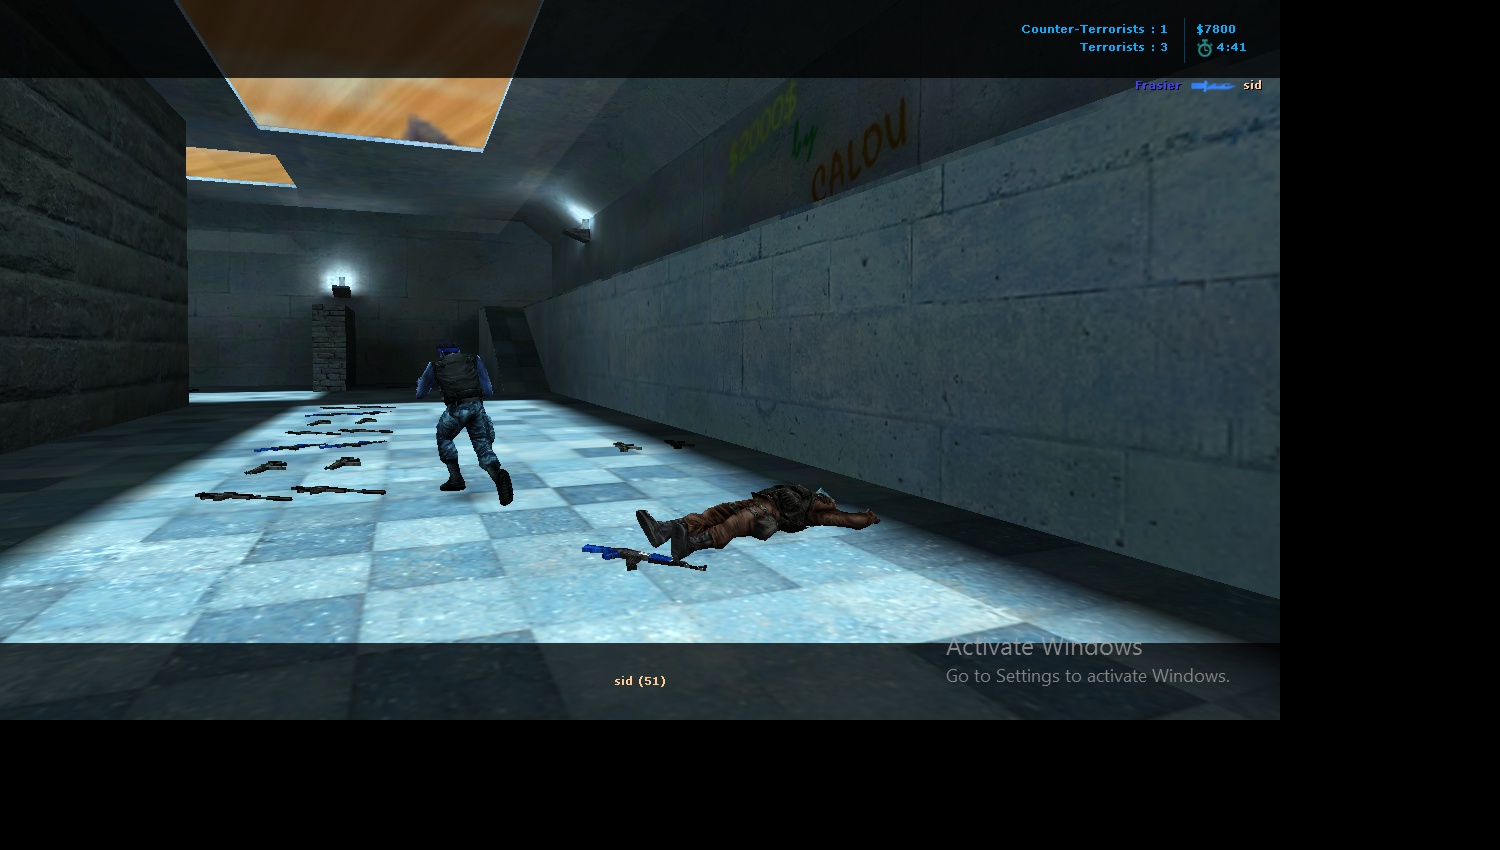 Counter-Terrorists : 1 $7800
Terrorists : 3 4:41
Frasier sid
$2000$
by
CALOU
Activate Windows
Go to Settings to activate Windows.
sid (51)